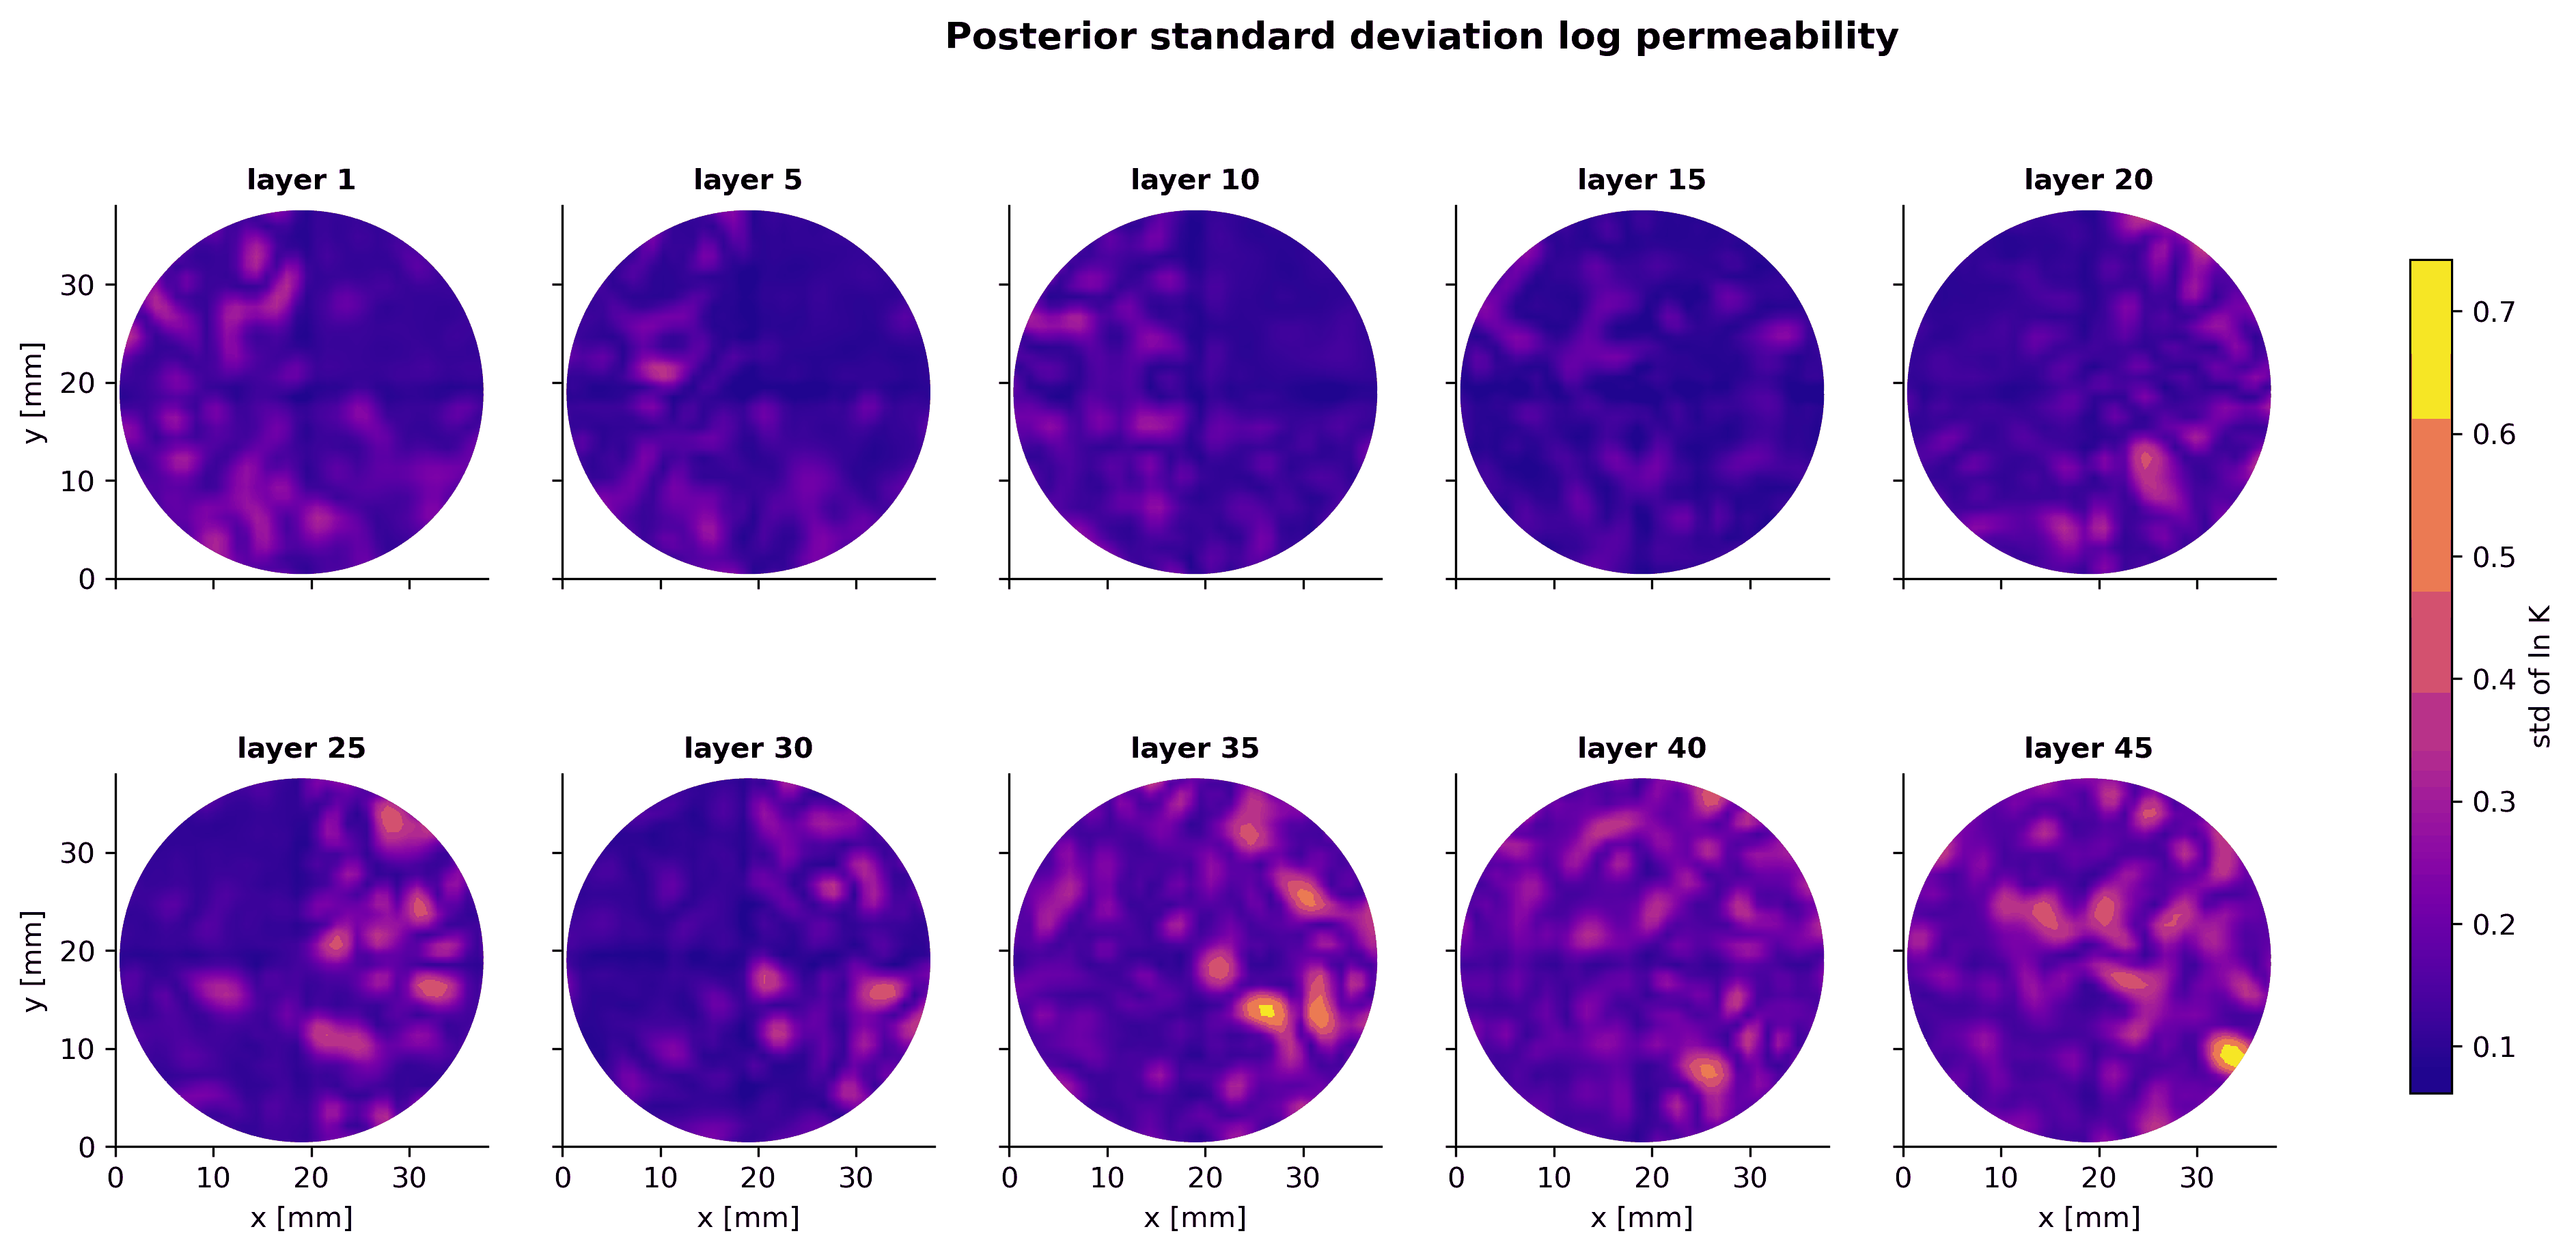 Posterior standard deviation log permeability
layer 1
layer 5
layer 10
layer 15
layer 20
y [mm]
30
20
10
0
layer 25
layer 30
layer 35
layer 40
layer 45
y [mm]
30
20
10
0
0 10 20 30
0 10 20 30
0 10 20 30
0 10 20 30
0 10 20 30
x [mm]
x [mm]
x [mm]
x [mm]
x [mm]
0.7
0.6
0.5
0.4
0.3
0.2
0.1
std of ln K